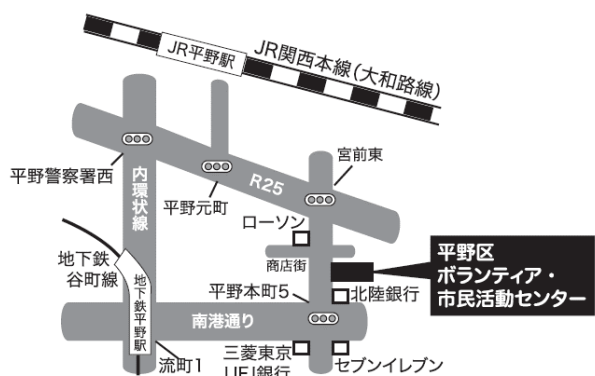 JR平野駅
JR関西本線(大和路線)
宮前東
平野警察署西
内環状線
平野元町
R25
ローソン
地下鉄
谷町線
商店街
平野区
ボランティア・
市民活動センター
地下鉄平野駅
平野本町5
北陸銀行
南港通り
流町1
三菱東京
UFJ銀行
セブンイレブン